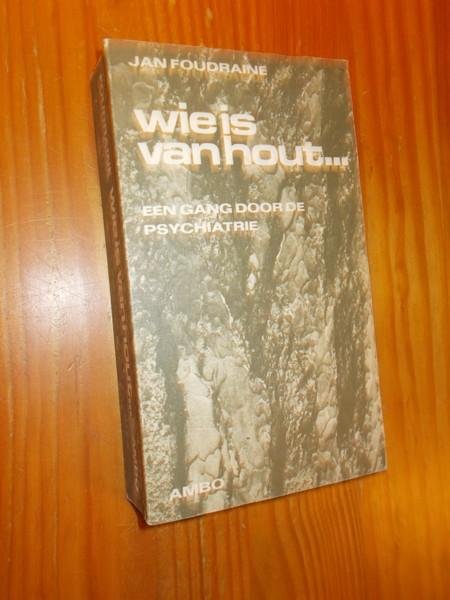 JAN FOUDRAINE
wie is
van hout...
EEN GANG DOOR DE
PSYCHIATRIE
AMBO